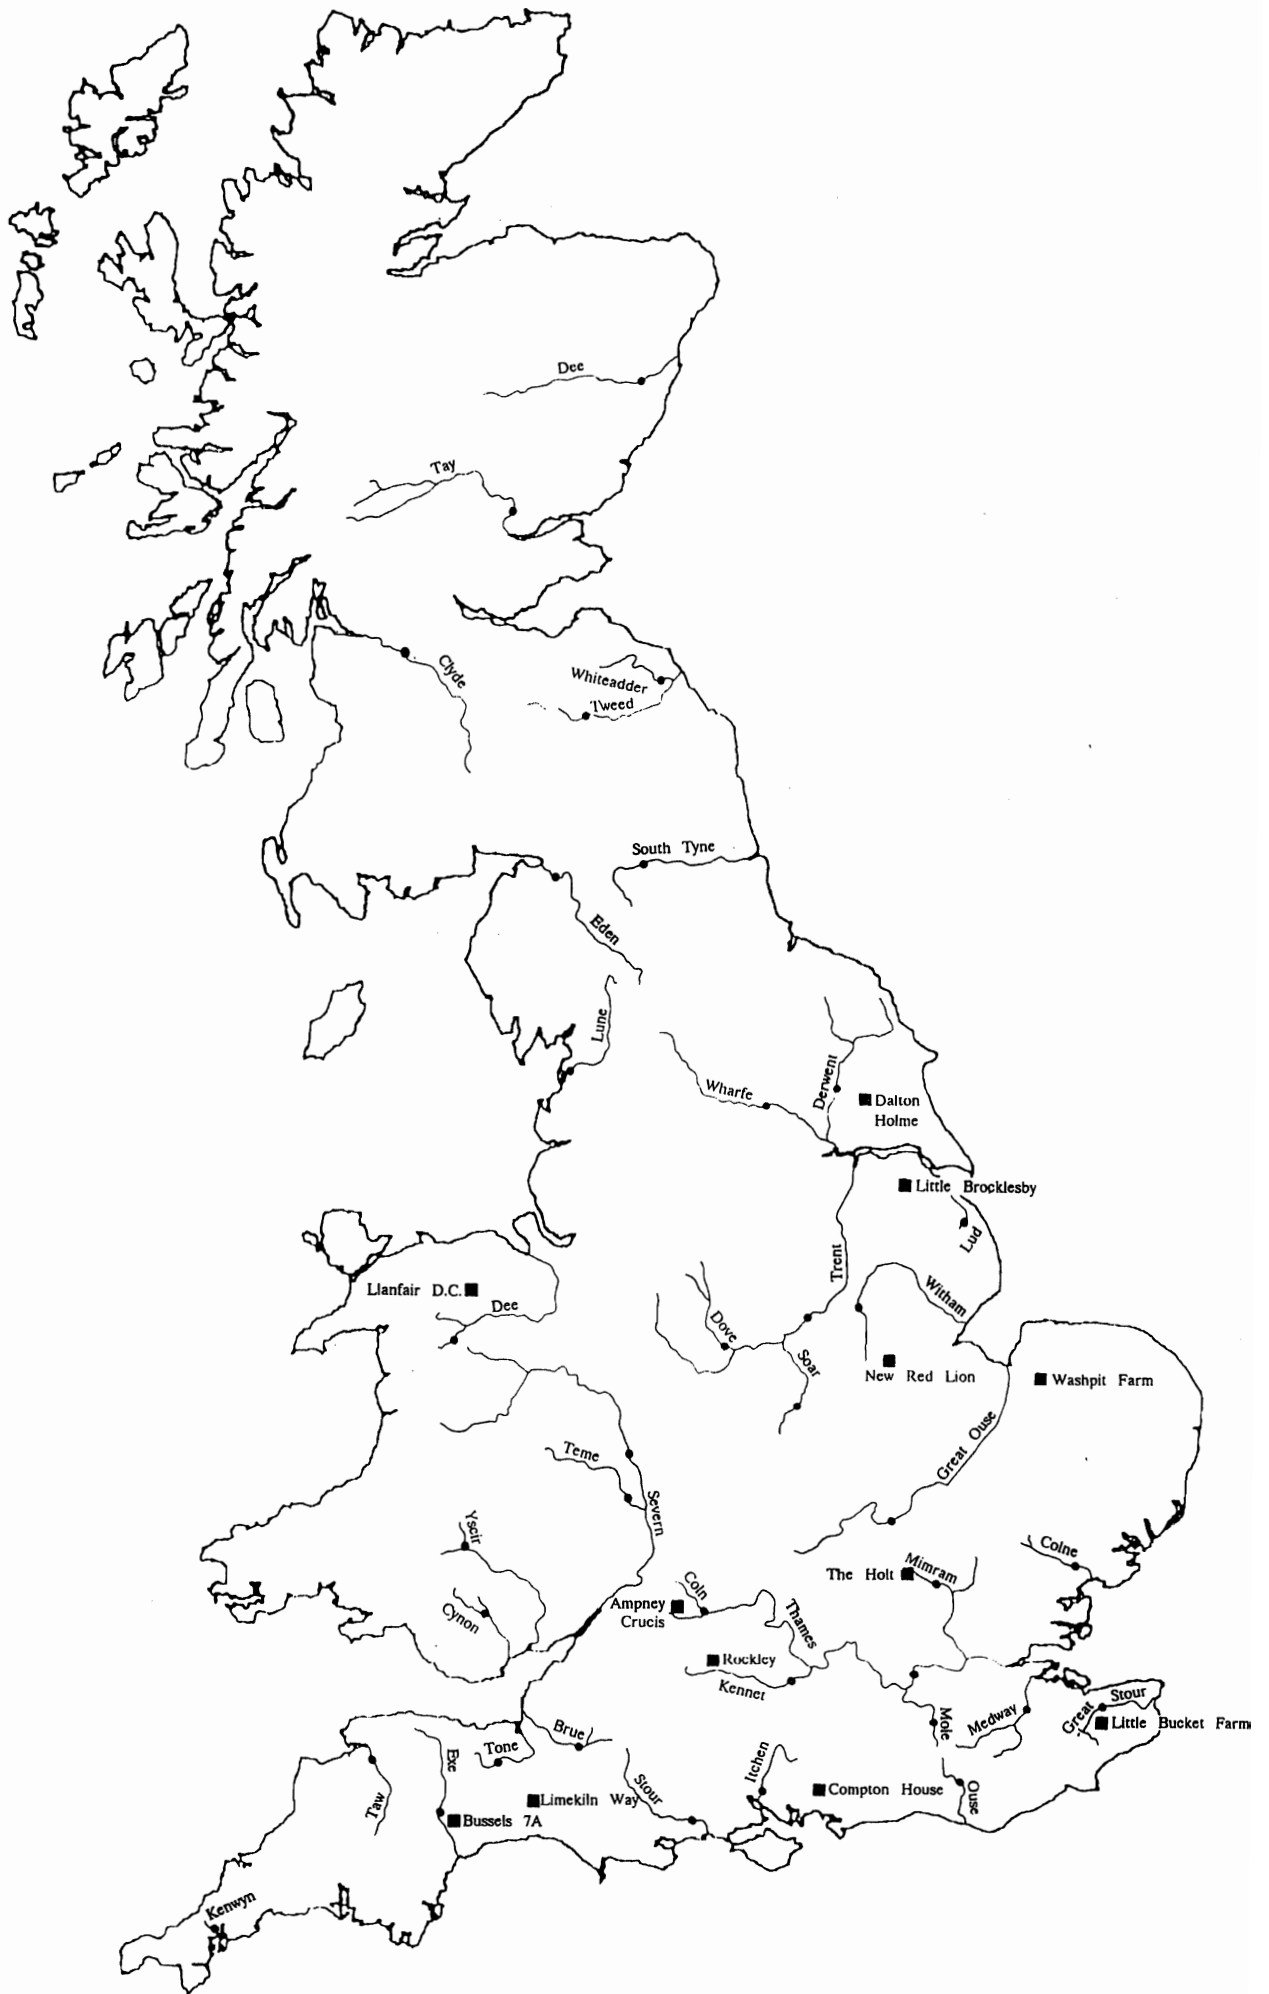 Dee
Tay
Clyde
Whiteadder
Tweed
South Tyne
Eden
Lune
Wharfe
Derwent
Dalton
Holme
Little Brocklesby
Lud
Trent
Witham
Llanfair D.C.
Dee
Dove
Soar
New Red Lion
Washpit Farm
Great Ouse
Teme
Severn
Yscir
Cynon
Colne
The Holt
Mimram
Coln
Ampney
Crucis
Thames
Rockley
Kennet
Mole
Medway
Great Stour
Little Bucket Farm
Brue
Tone
Exe
Taw
Limekiln Way
Stour
Itchen
Compton House
Ouse
Bussels 7A
Kenwyn